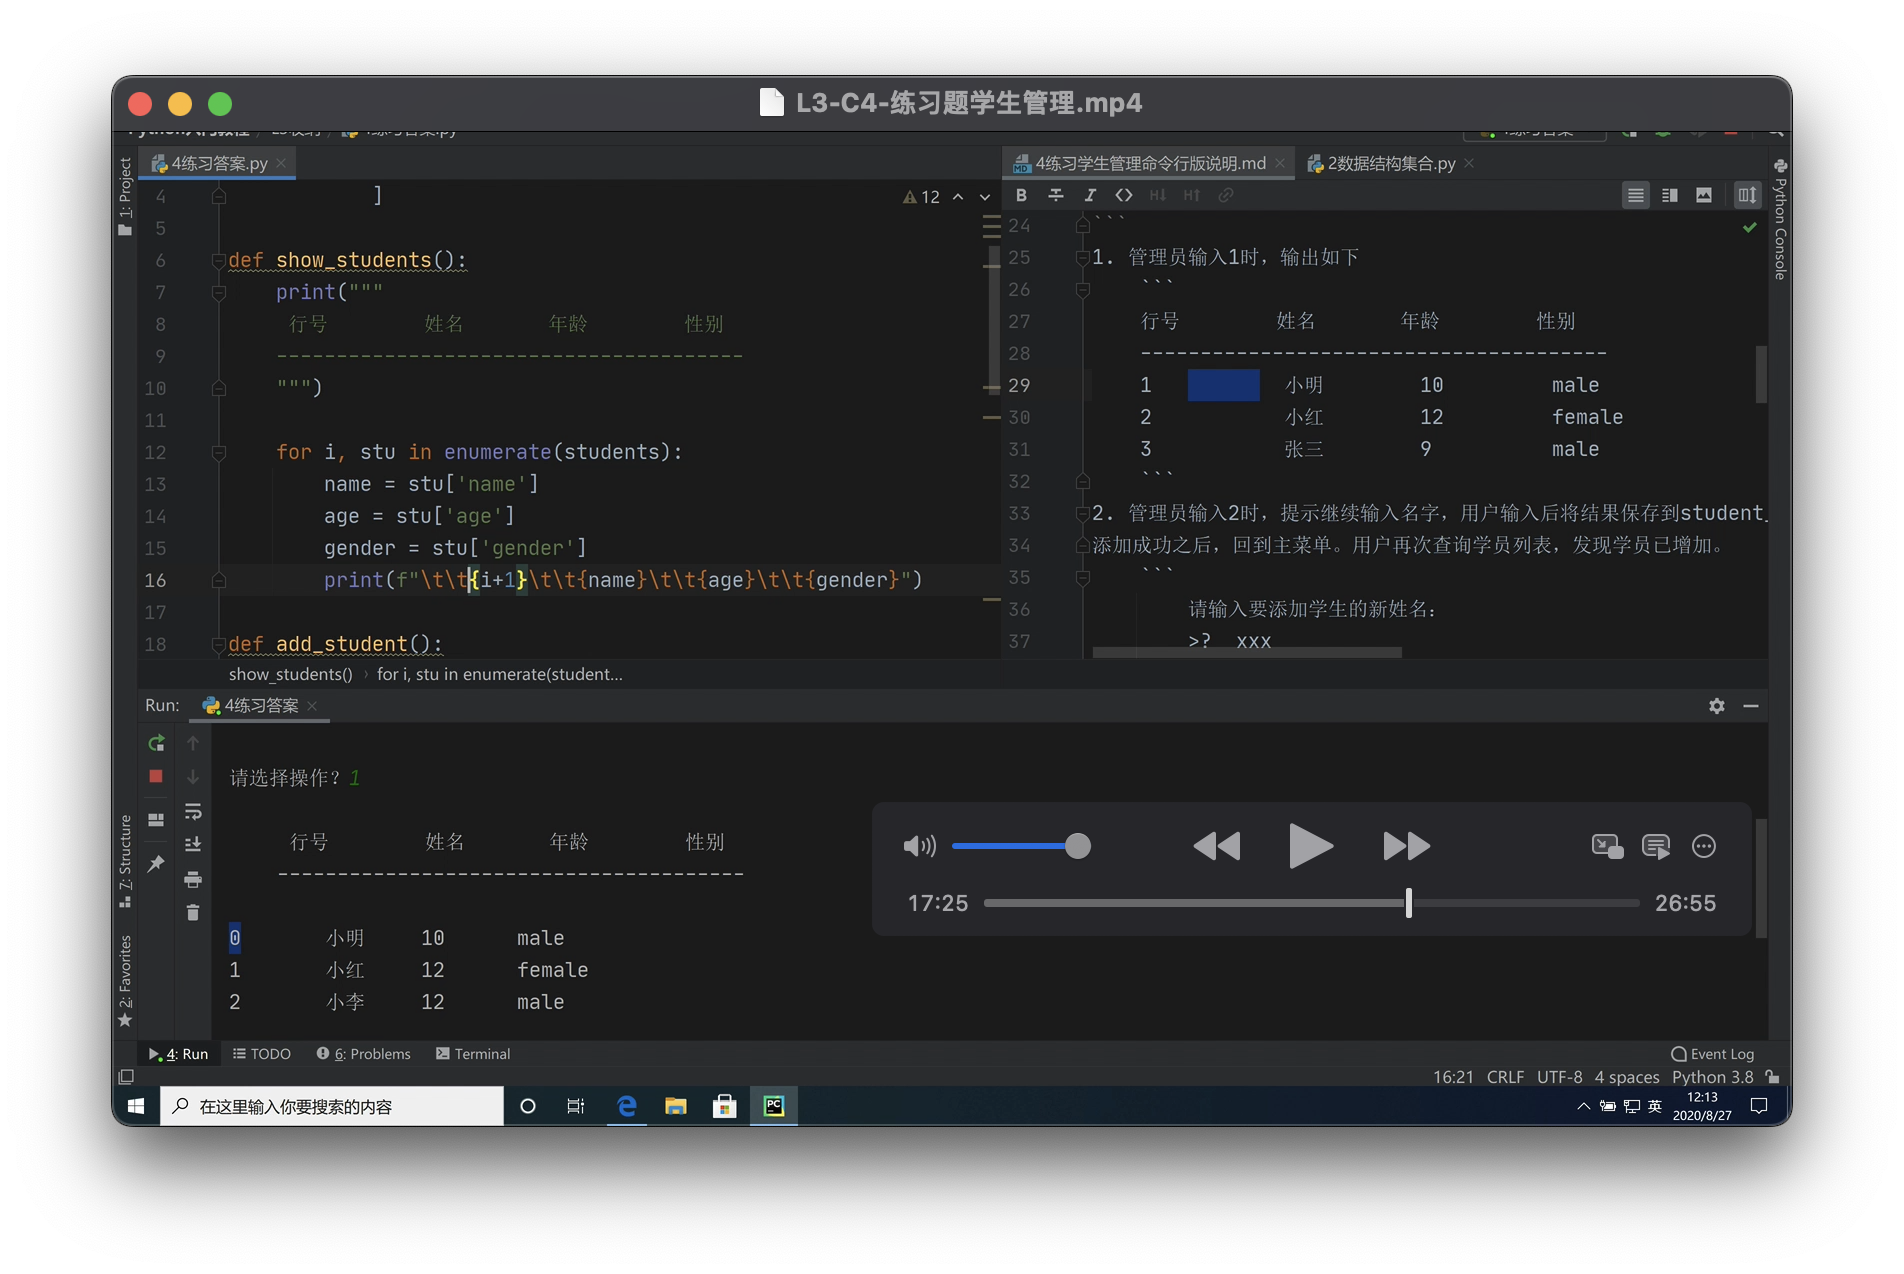 L3-C4-练习题学生管理.mp4
1: Project
4练习答案.py
4练习学生管理命令行版说明.md
2数据结构集合.py
Python Console
12
4 ]
5
6 def show_students():
7 print("""
8 行号 姓名 年龄 性别
9 ---------------------------------------
10 """)
11
12 for i, stu in enumerate(students):
13 name = stu['name']
14 age = stu['age']
15 gender = stu['gender']
16 print(f"\t\t{i+1}\t\t{name}\t\t{age}\t\t{gender}")
17
18 def add_student():
show_students() › for i, stu in enumerate(student...
24 ```
25 1. 管理员输入1时，输出如下
26 ```
27 行号 姓名 年龄 性别
28 ---------------------------------------
29 1 小明 10 male
30 2 小红 12 female
31 3 张三 9 male
32 ```
33 2. 管理员输入2时，提示继续输入名字，用户输入后将结果保存到student_
34 添加成功之后，回到主菜单。用户再次查询学员列表，发现学员已增加。
35 ```
36 请输入要添加学生的新姓名：
37 >? xxx
Run: 4练习答案
请选择操作？1
行号 姓名 年龄 性别
---------------------------------------
0 小明 10 male
1 小红 12 female
2 小李 12 male
17:25 26:55
7: Structure
2: Favorites
4: Run TODO 6: Problems Terminal Event Log
16:21 CRLF UTF-8 4 spaces Python 3.8
在这里输入你要搜索的内容
PC
英
12:13
2020/8/27